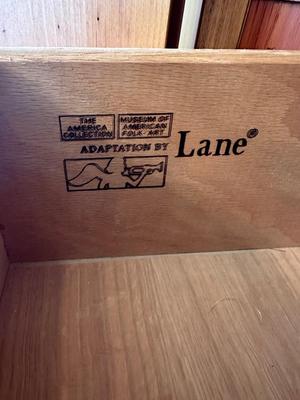 THE AMERICA COLLECTION
MUSEUM OF AMERICAN FOLK ART
ADAPTATION BY Lane®